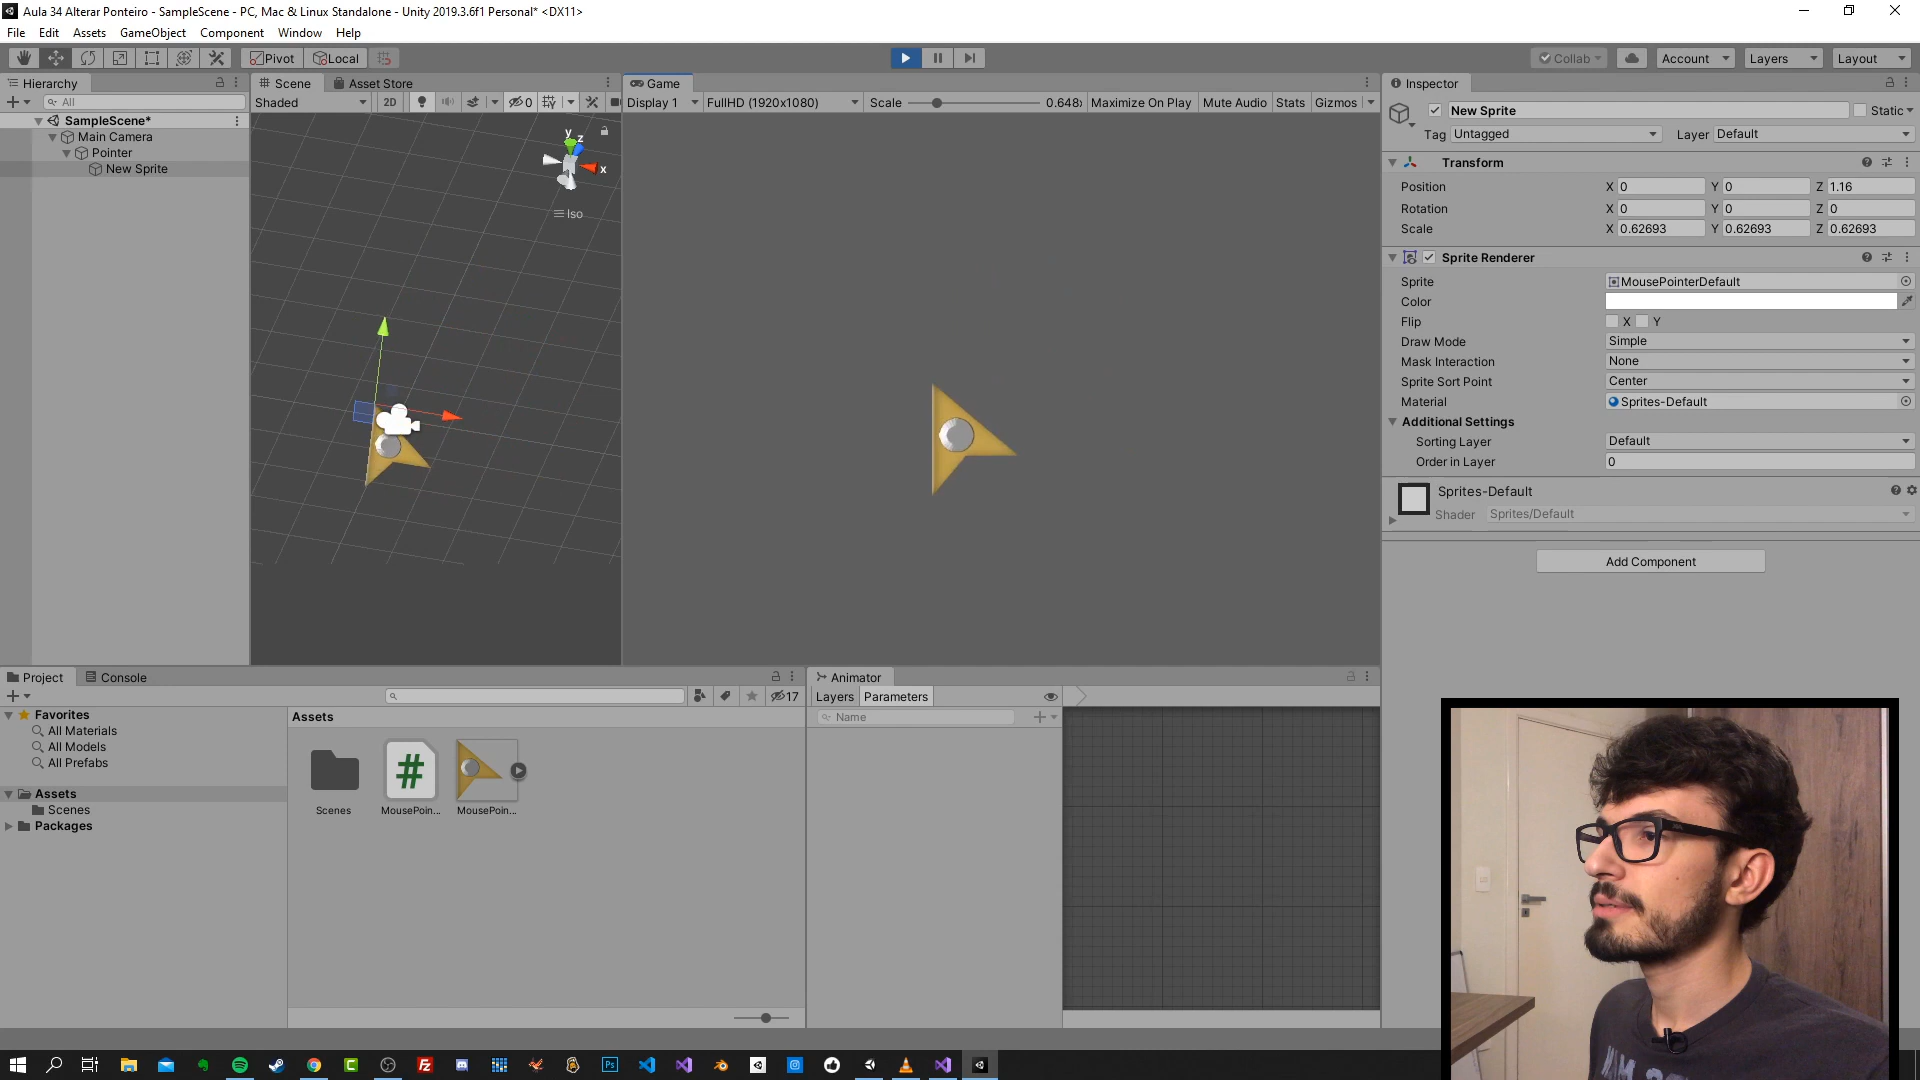 Aula 34 Alterar Ponteiro - SampleScene - PC, Mac & Linux Standalone - Unity 2019.3.6f1 Personal* <DX11>
File Edit Assets GameObject Component Window Help
Pivot Local Collab Account Layers Layout
Hierarchy
All
SampleScene*
Main Camera
Pointer
New Sprite
Scene Asset Store
Shaded 2D 0
y
z
x
Iso
Game
Display 1 FullHD (1920x1080) Scale 0.648x Maximize On Play Mute Audio Stats Gizmos
Inspector
New Sprite Static
Tag Untagged Layer Default
Transform
Position X 0 Y 0 Z 1.16
Rotation X 0 Y 0 Z 0
Scale X 0.62693 Y 0.62693 Z 0.62693
Sprite Renderer
Sprite MousePointerDefault
Color
Flip X Y
Draw Mode Simple
Mask Interaction None
Sprite Sort Point Center
Material Sprites-Default
Additional Settings
Sorting Layer Default
Order in Layer 0
Sprites-Default
Shader Sprites/Default
Add Component
Project Console
17
Favorites
All Materials
All Models
All Prefabs
Assets
Scenes
Packages
Assets
Scenes MousePoin... MousePoin...
Animator
Layers Parameters
Name